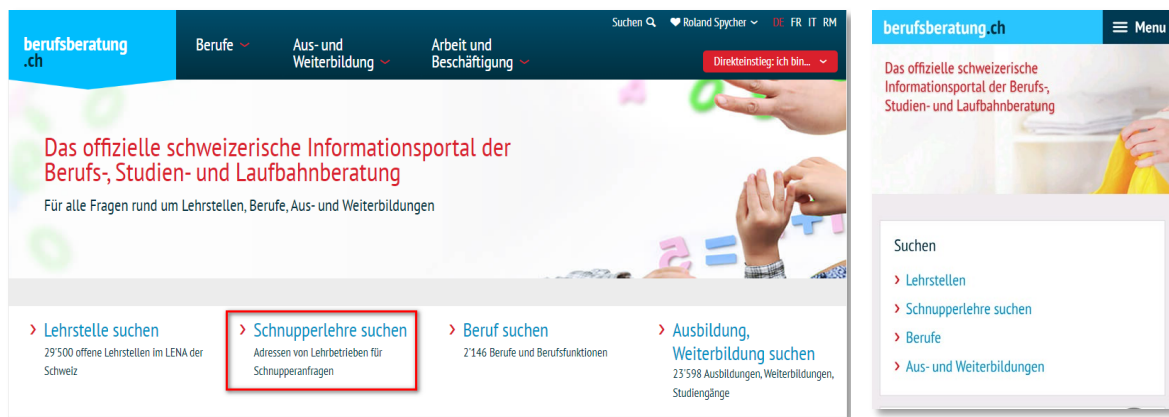 Suchen Roland Spycher DE FR IT RM
berufsberatung
.ch
Berufe
Aus- und
Weiterbildung
Arbeit und
Beschäftigung
Direkteinstieg: ich bin...
Das offizielle schweizerische Informationsportal der
Berufs-, Studien- und Laufbahnberatung
Für alle Fragen rund um Lehrstellen, Berufe, Aus- und Weiterbildungen
Lehrstelle suchen
29'500 offene Lehrstellen im LENA der
Schweiz
Schnupperlehre suchen
Adressen von Lehrbetrieben für
Schnupperanfragen
Beruf suchen
2'146 Berufe und Berufsfunktionen
Ausbildung,
Weiterbildung suchen
23'598 Ausbildungen, Weiterbildungen,
Studiengänge
berufsberatung.ch
Menu
Das offizielle schweizerische
Informationsportal der Berufs-,
Studien- und Laufbahnberatung
Suchen
Lehrstellen
Schnupperlehre suchen
Berufe
Aus- und Weiterbildungen